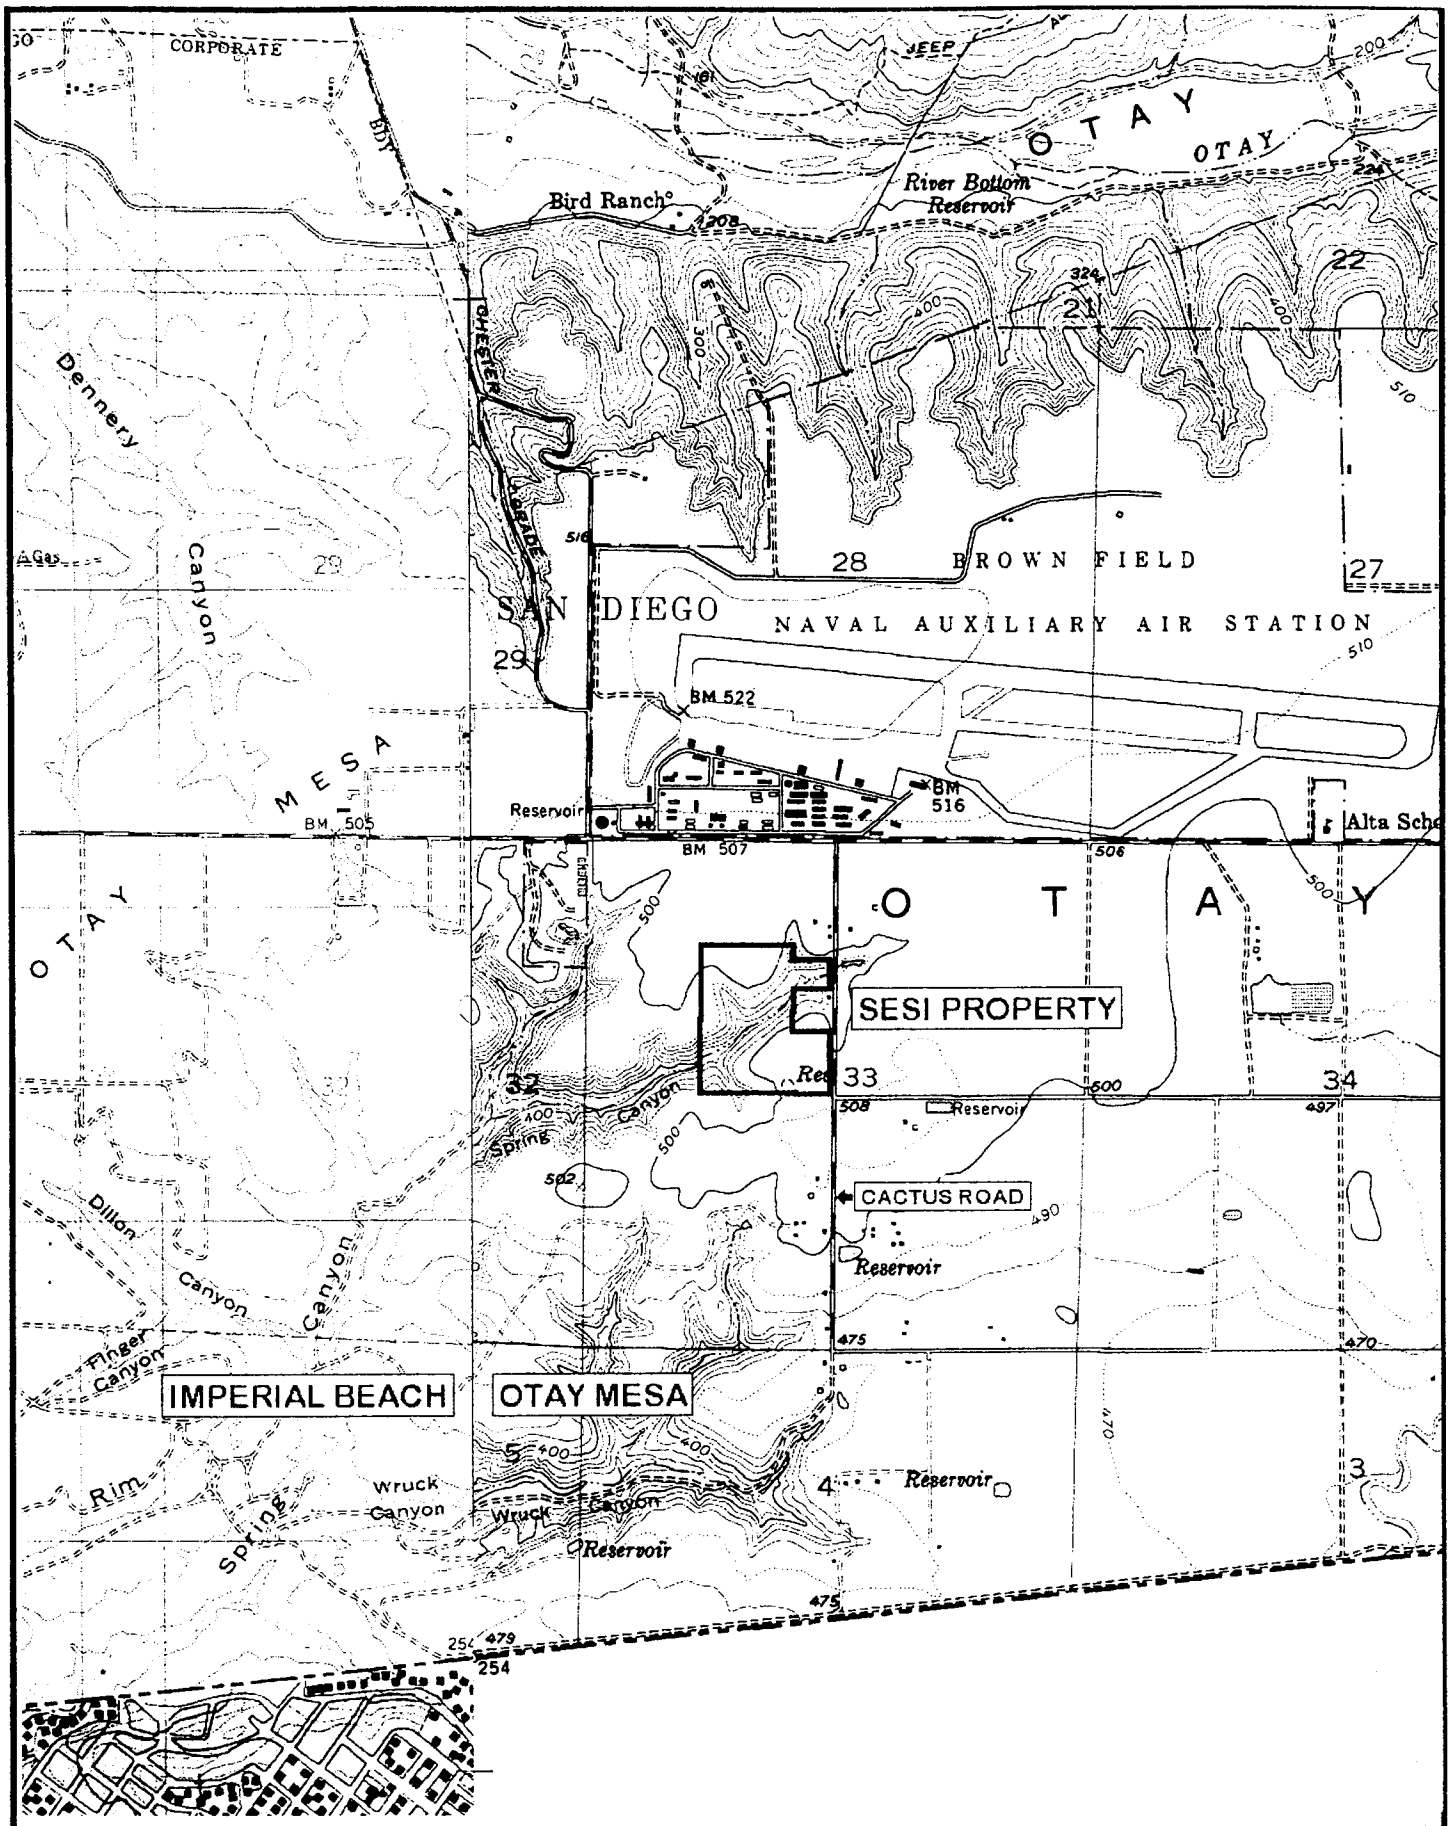 CORPORATE
BDY
JEEP
200
161
OTAY
OTAY
224
River Bottom
Reservoir
Bird Ranch
208
22
324
21
400
400
300
CHESTER
GRADE
510
Dennery
Canyon
Gas
29
516
28
BROWN FIELD
27
SAN DIEGO
NAVAL AUXILIARY AIR STATION
510
29
BM 522
MESA
BM
516
Reservoir
BM 505
BM 507
506
Alta
500
500
OTAY
OTAY
SESI PROPERTY
32
32
Res
33
500
34
400
Canyon
508
Reservoir
497
Spring
500
502
CACTUS ROAD
490
Dillon
Canyon
Canyon
Reservoir
475
470
Finger
Canyon
IMPERIAL BEACH
OTAY MESA
470
5
400
400
3
Rim
Wruck
Canyon
Wruck
Canyon
4
Reservoir
Spring
Reservoir
475
479
254